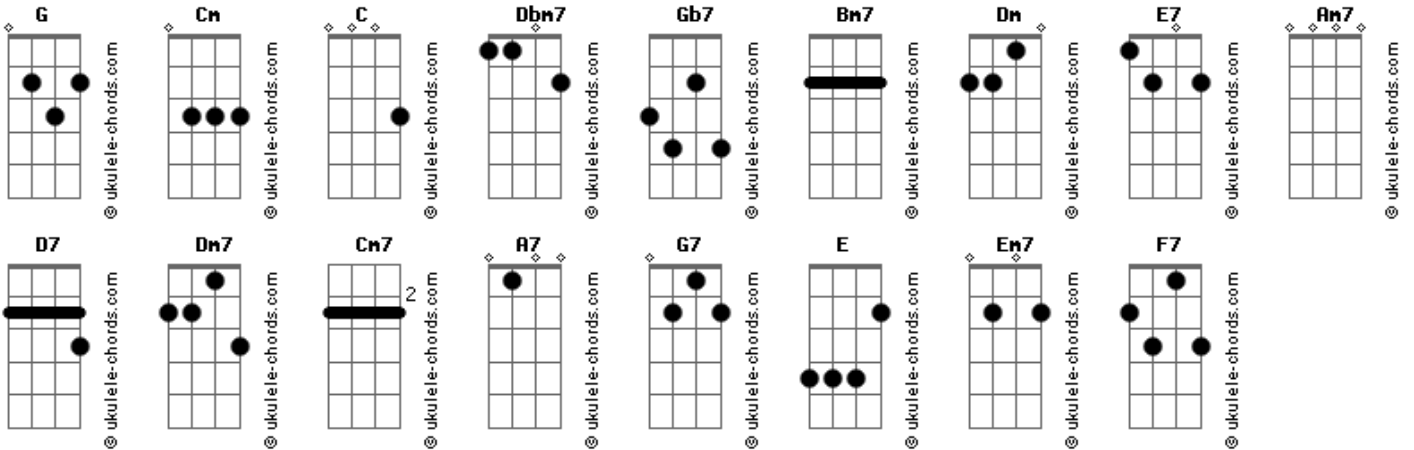 G Cm C Dbm7 Gb7 Bm7 Dm E7 Am7
© ukulele-chords.com © ukulele-chords.com © ukulele-chords.com © ukulele-chords.com © ukulele-chords.com © ukulele-chords.com © ukulele-chords.com © ukulele-chords.com © ukulele-chords.com
D7 Dm7 Cm7 A7 G7 E Em7 F7
2
© ukulele-chords.com © ukulele-chords.com © ukulele-chords.com © ukulele-chords.com © ukulele-chords.com © ukulele-chords.com © ukulele-chords.com © ukulele-chords.com